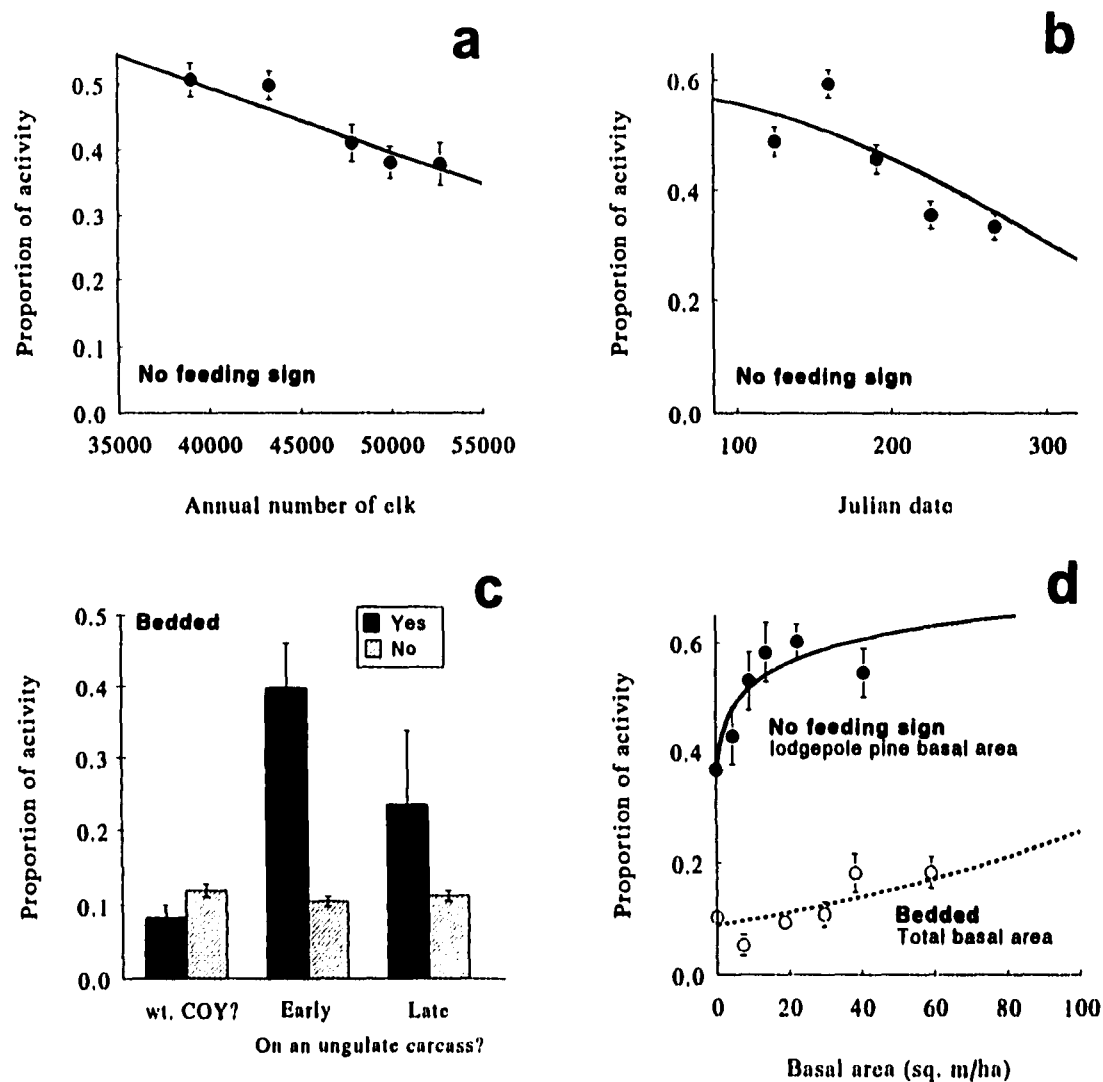 a
0.5
0.4
0.3
0.2
0.1
0.0
Proportion of activity
No feeding sign
35000 40000 45000 50000 55000
Annual number of elk
b
0.6
0.4
0.2
0.0
Proportion of activity
No feeding sign
100 200 300
Julian date
c
0.5
0.4
0.3
0.2
0.1
0.0
Proportion of activity
Bedded
Yes
No
wt. COY? Early Late
On an ungulate carcass?
d
0.6
0.4
0.2
0.0
Proportion of activity
No feeding sign
lodgepole pine basal area
Bedded
Total basal area
0 20 40 60 80 100
Basal area (sq. m/ha)